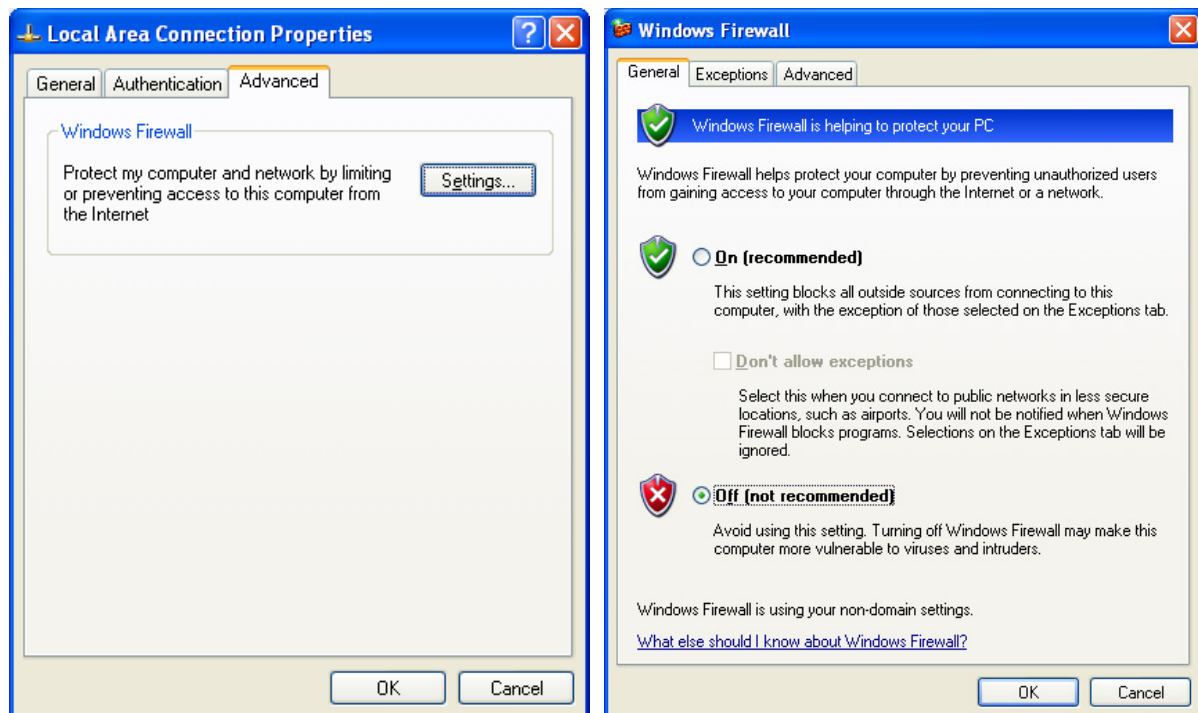 Local Area Connection Properties
General
Authentication
Advanced
Windows Firewall
Protect my computer and network by limiting
or preventing access to this computer from
the Internet
Settings...
OK
Cancel
Windows Firewall
General
Exceptions
Advanced
Windows Firewall is helping to protect your PC
Windows Firewall helps protect your computer by preventing unauthorized users
from gaining access to your computer through the Internet or a network.
On (recommended)
This setting blocks all outside sources from connecting to this
computer, with the exception of those selected on the Exceptions tab.
Don't allow exceptions
Select this when you connect to public networks in less secure
locations, such as airports. You will not be notified when Windows
Firewall blocks programs. Selections on the Exceptions tab will be
ignored.
Off (not recommended)
Avoid using this setting. Turning off Windows Firewall may make this
computer more vulnerable to viruses and intruders.
Windows Firewall is using your non-domain settings.
What else should I know about Windows Firewall?
OK
Cancel